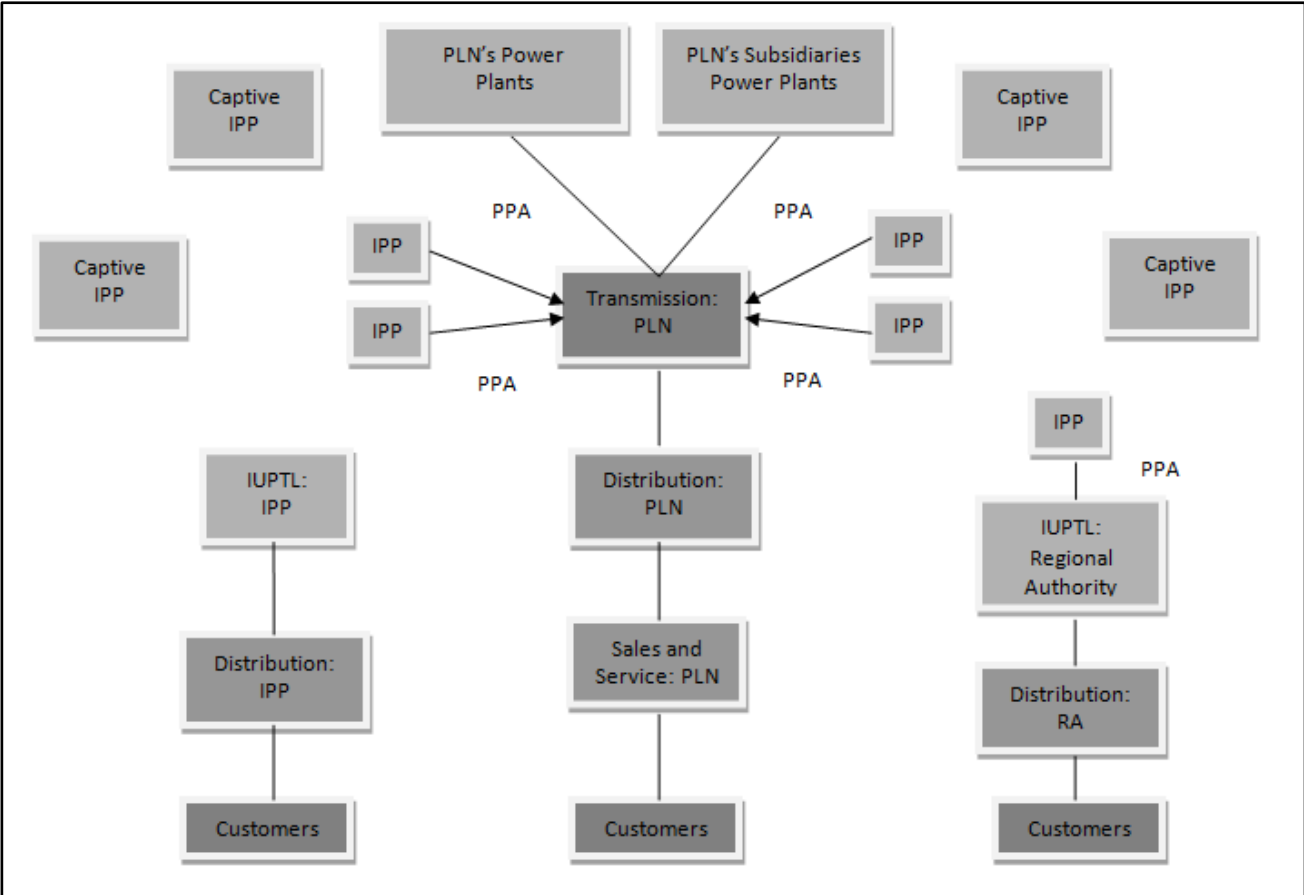 PLN's Power
Plants
PLN's Subsidiaries
Power Plants
Captive
IPP
Captive
IPP
PPA
PPA
IPP
IPP
Captive
IPP
Captive
IPP
Transmission:
PLN
IPP
IPP
PPA
PPA
IPP
PPA
IUPTL:
IPP
Distribution:
PLN
IUPTL:
Regional
Authority
Distribution:
IPP
Sales and
Service: PLN
Distribution:
RA
Customers
Customers
Customers